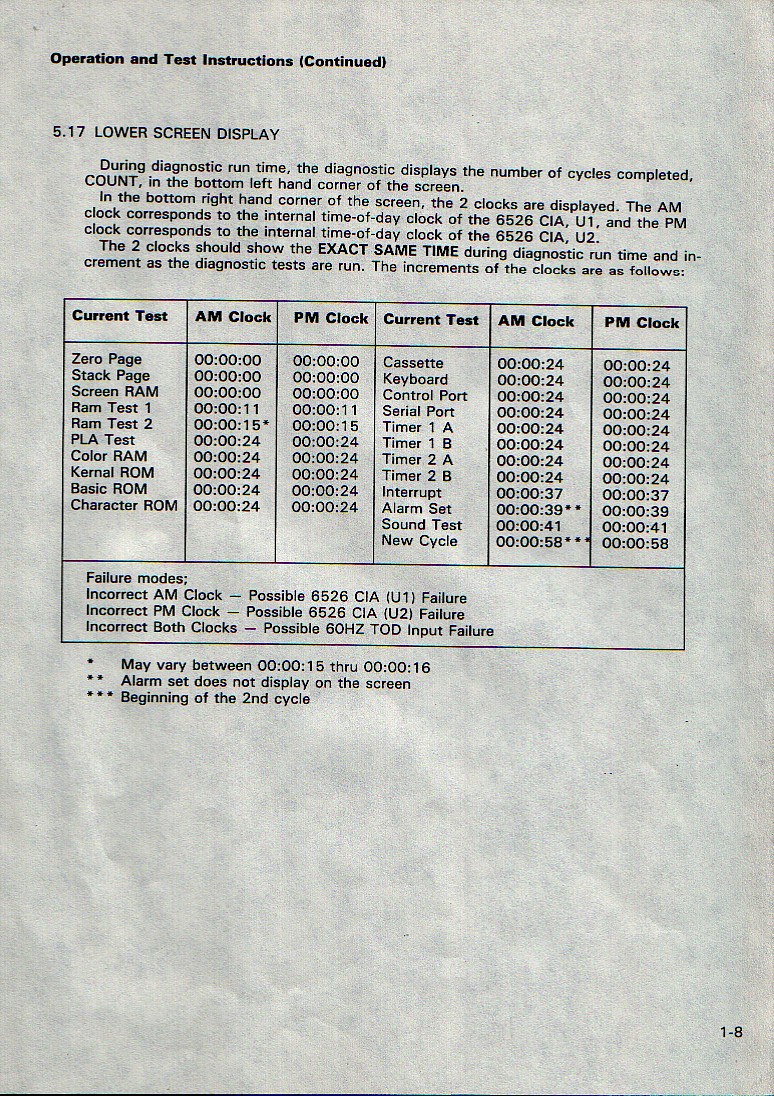 Operation and Test Instructions (Continued)
5.17 LOWER SCREEN DISPLAY
During diagnostic run time, the diagnostic displays the number of cycles completed,
COUNT, in the bottom left hand corner of the screen.
In the bottom right hand corner of the screen, the 2 clocks are displayed. The AM
clock corresponds to the internal time-of-day clock of the 6526 CIA, U1, and the PM
clock corresponds to the internal time-of-day clock of the 6526 CIA, U2.
The 2 clocks should show the EXACT SAME TIME during diagnostic run time and in-
crement as the diagnostic tests are run. The increments of the clocks are as follows:
Current Test AM Clock PM Clock Current Test AM Clock PM Clock
Zero Page 00:00:00 00:00:00 Cassette 00:00:24 00:00:24
Stack Page 00:00:00 00:00:00 Keyboard 00:00:24 00:00:24
Screen RAM 00:00:00 00:00:00 Control Port 00:00:24 00:00:24
Ram Test 1 00:00:11 00:00:11 Serial Port 00:00:24 00:00:24
Ram Test 2 00:00:15* 00:00:15 Timer 1 A 00:00:24 00:00:24
PLA Test 00:00:24 00:00:24 Timer 1 B 00:00:24 00:00:24
Color RAM 00:00:24 00:00:24 Timer 2 A 00:00:24 00:00:24
Kernal ROM 00:00:24 00:00:24 Timer 2 B 00:00:24 00:00:24
Basic ROM 00:00:24 00:00:24 Interrupt 00:00:37 00:00:37
Character ROM 00:00:24 00:00:24 Alarm Set 00:00:39** 00:00:39
Sound Test 00:00:41 00:00:41
New Cycle 00:00:58*** 00:00:58
Failure modes;
Incorrect AM Clock — Possible 6526 CIA (U1) Failure
Incorrect PM Clock — Possible 6526 CIA (U2) Failure
Incorrect Both Clocks — Possible 60HZ TOD Input Failure
* May vary between 00:00:15 thru 00:00:16
** Alarm set does not display on the screen
*** Beginning of the 2nd cycle
1-8